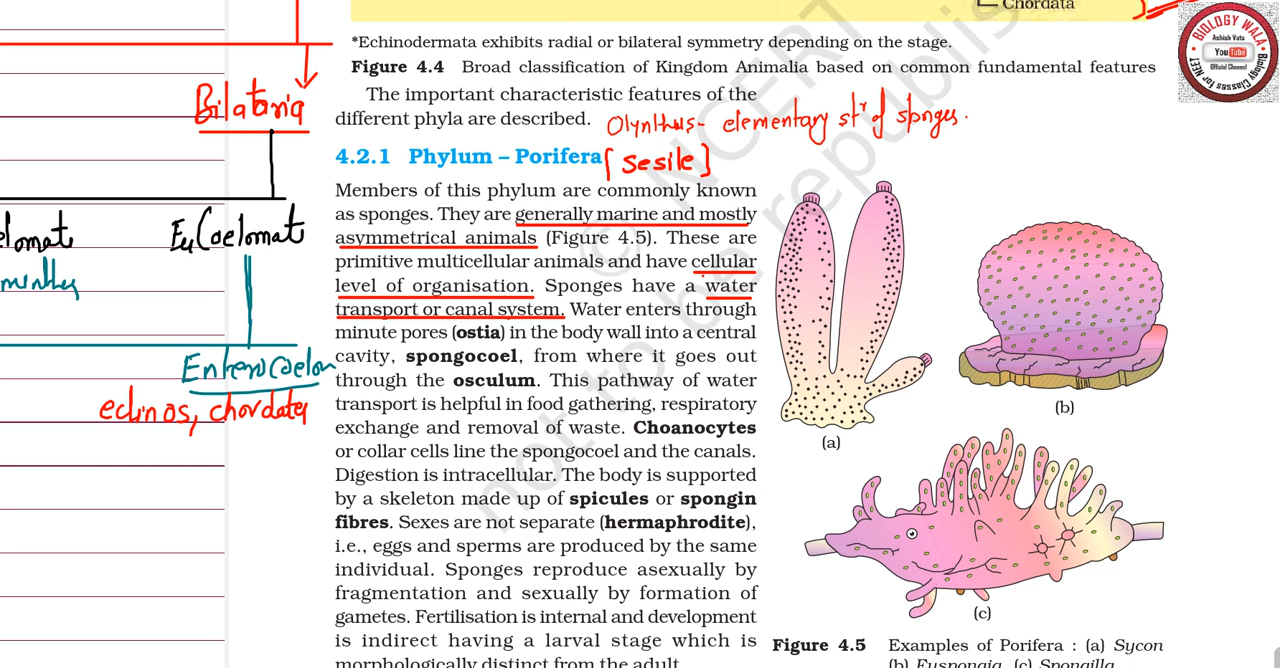 Chordata
*Echinodermata exhibits radial or bilateral symmetry depending on the stage.
Figure 4.4 Broad classification of Kingdom Animalia based on common fundamental features
The important characteristic features of the
different phyla are described.
Olynthus - elementary stʳ of sponges.
4.2.1 Phylum – Porifera [sesile]
Members of this phylum are commonly known
as sponges. They are generally marine and mostly
asymmetrical animals (Figure 4.5). These are
primitive multicellular animals and have cellular
level of organisation. Sponges have a water
transport or canal system. Water enters through
minute pores (ostia) in the body wall into a central
cavity, spongocoel, from where it goes out
through the osculum. This pathway of water
transport is helpful in food gathering, respiratory
exchange and removal of waste. Choanocytes
or collar cells line the spongocoel and the canals.
Digestion is intracellular. The body is supported
by a skeleton made up of spicules or spongin
fibres. Sexes are not separate (hermaphrodite),
i.e., eggs and sperms are produced by the same
individual. Sponges reproduce asexually by
fragmentation and sexually by formation of
gametes. Fertilisation is internal and development
is indirect having a larval stage which is
morphologically distinct from the adult.
Bilataria
elomate
EuCoelomate
minthes
Enterocoelom
eclinos, chordates
(a)
(b)
(c)
Figure 4.5 Examples of Porifera : (a) Sycon
(b) Euspongia (c) Spongilla
© NCERT
not to be republis
BIOLOGY WALA
Ashish Vats
YouTube
Official Channel
Biology Classes for NEET